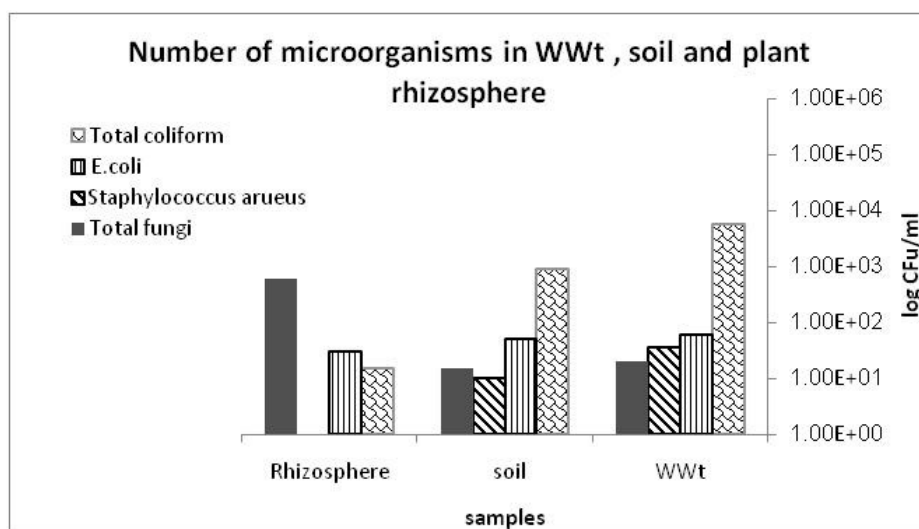 Number of microorganisms in WWt , soil and plant
rhizosphere
Total coliform
E.coli
Staphylococcus arueus
Total fungi
1.00E+06
1.00E+05
1.00E+04
1.00E+03
1.00E+02
1.00E+01
1.00E+00
log CFu/ml
Rhizosphere soil WWt
samples